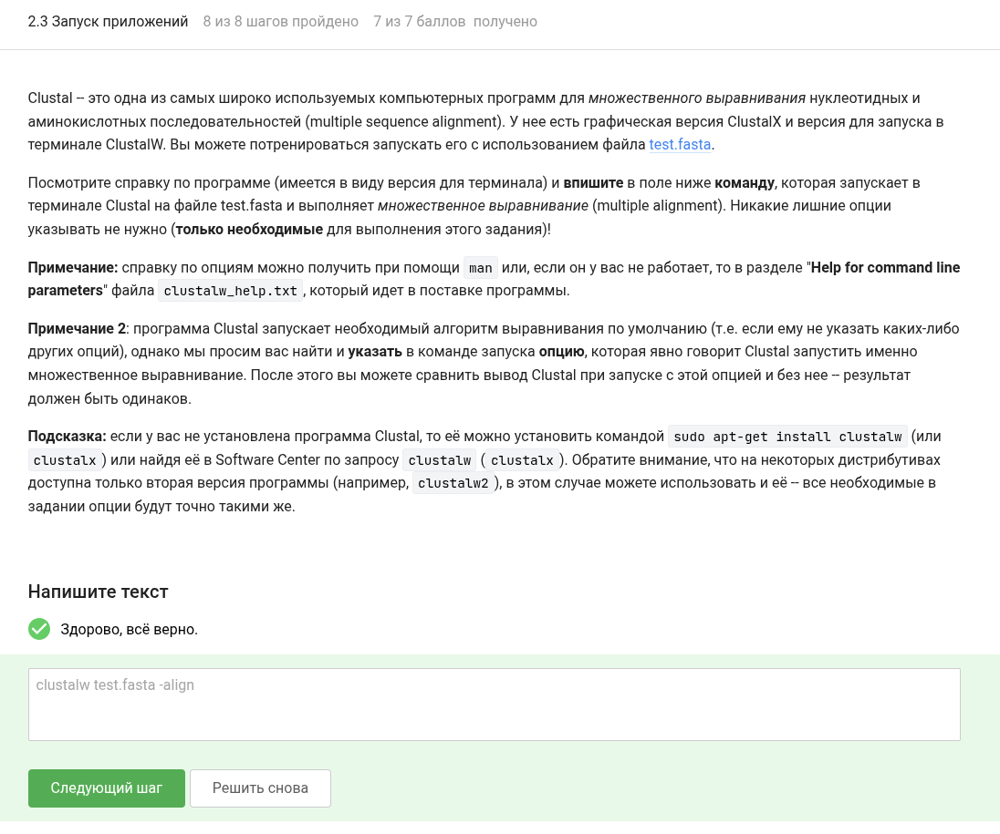 2.3 Запуск приложений 8 из 8 шагов пройдено 7 из 7 баллов получено
Clustal -- это одна из самых широко используемых компьютерных программ для множественного выравнивания нуклеотидных и
аминокислотных последовательностей (multiple sequence alignment). У нее есть графическая версия ClustalX и версия для запуска в
терминале ClustalW. Вы можете потренироваться запускать его с использованием файла test.fasta.
Посмотрите справку по программе (имеется в виду версия для терминала) и впишите в поле ниже команду, которая запускает в
терминале Clustal на файле test.fasta и выполняет множественное выравнивание (multiple alignment). Никакие лишние опции
указывать не нужно (только необходимые для выполнения этого задания)!
Примечание: справку по опциям можно получить при помощи man или, если он у вас не работает, то в разделе "Help for command line
parameters" файла clustalw_help.txt, который идет в поставке программы.
Примечание 2: программа Clustal запускает необходимый алгоритм выравнивания по умолчанию (т.е. если ему не указать каких-либо
других опций), однако мы просим вас найти и указать в команде запуска опцию, которая явно говорит Clustal запустить именно
множественное выравнивание. После этого вы можете сравнить вывод Clustal при запуске с этой опцией и без нее -- результат
должен быть одинаков.
Подсказка: если у вас не установлена программа Clustal, то её можно установить командой sudo apt-get install clustalw (или
clustalx) или найдя её в Software Center по запросу clustalw (clustalx). Обратите внимание, что на некоторых дистрибутивах
доступна только вторая версия программы (например, clustalw2), в этом случае можете использовать и её -- все необходимые в
задании опции будут точно такими же.
Напишите текст
Здорово, всё верно.
clustalw test.fasta -align
Следующий шаг Решить снова